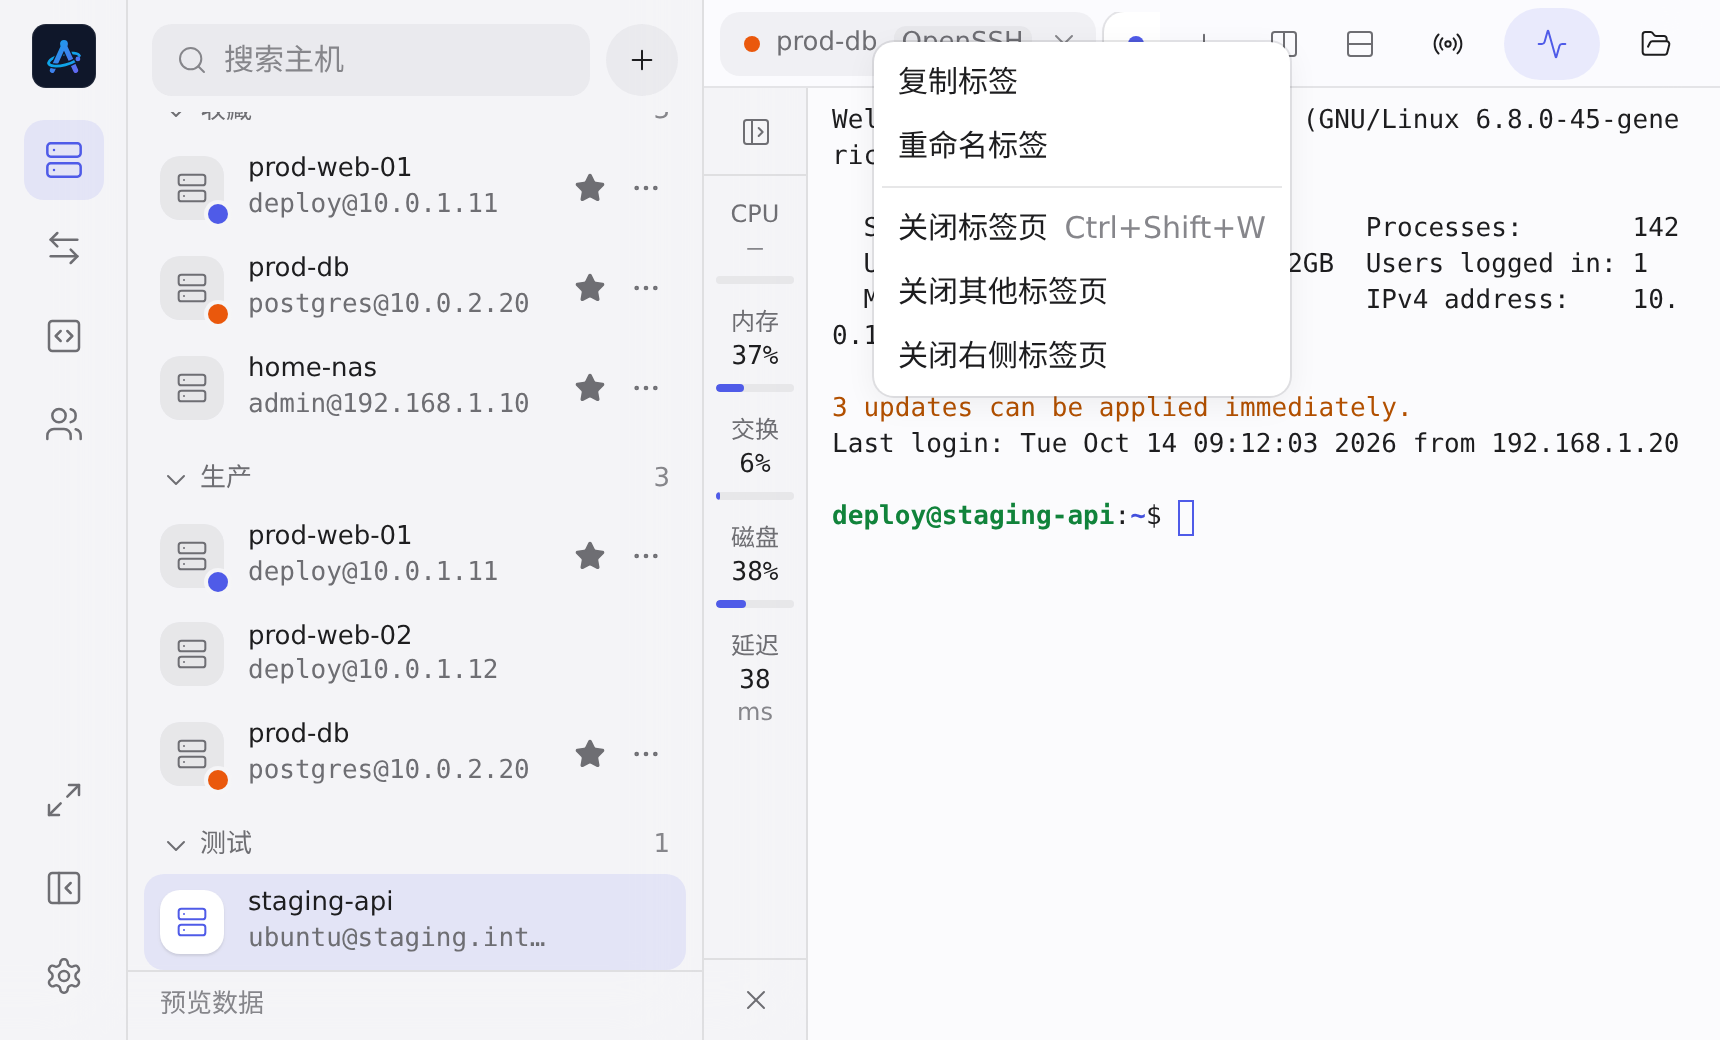 搜索主机
收藏 3
prod-web-01
deploy@10.0.1.11
prod-db
postgres@10.0.2.20
home-nas
admin@192.168.1.10
生产 3
prod-web-01
deploy@10.0.1.11
prod-web-02
deploy@10.0.1.12
prod-db
postgres@10.0.2.20
测试 1
staging-api
ubuntu@staging.int…
预览数据
prod-db OpenSSH
CPU
—
内存
37%
交换
6%
磁盘
38%
延迟
38
ms
复制标签
重命名标签
关闭标签页 Ctrl+Shift+W
关闭其他标签页
关闭右侧标签页
Wel (GNU/Linux 6.8.0-45-gene
ric
Processes: 142
2GB Users logged in: 1
IPv4 address: 10.
0.1
3 updates can be applied immediately.
Last login: Tue Oct 14 09:12:03 2026 from 192.168.1.20
deploy@staging-api:~$